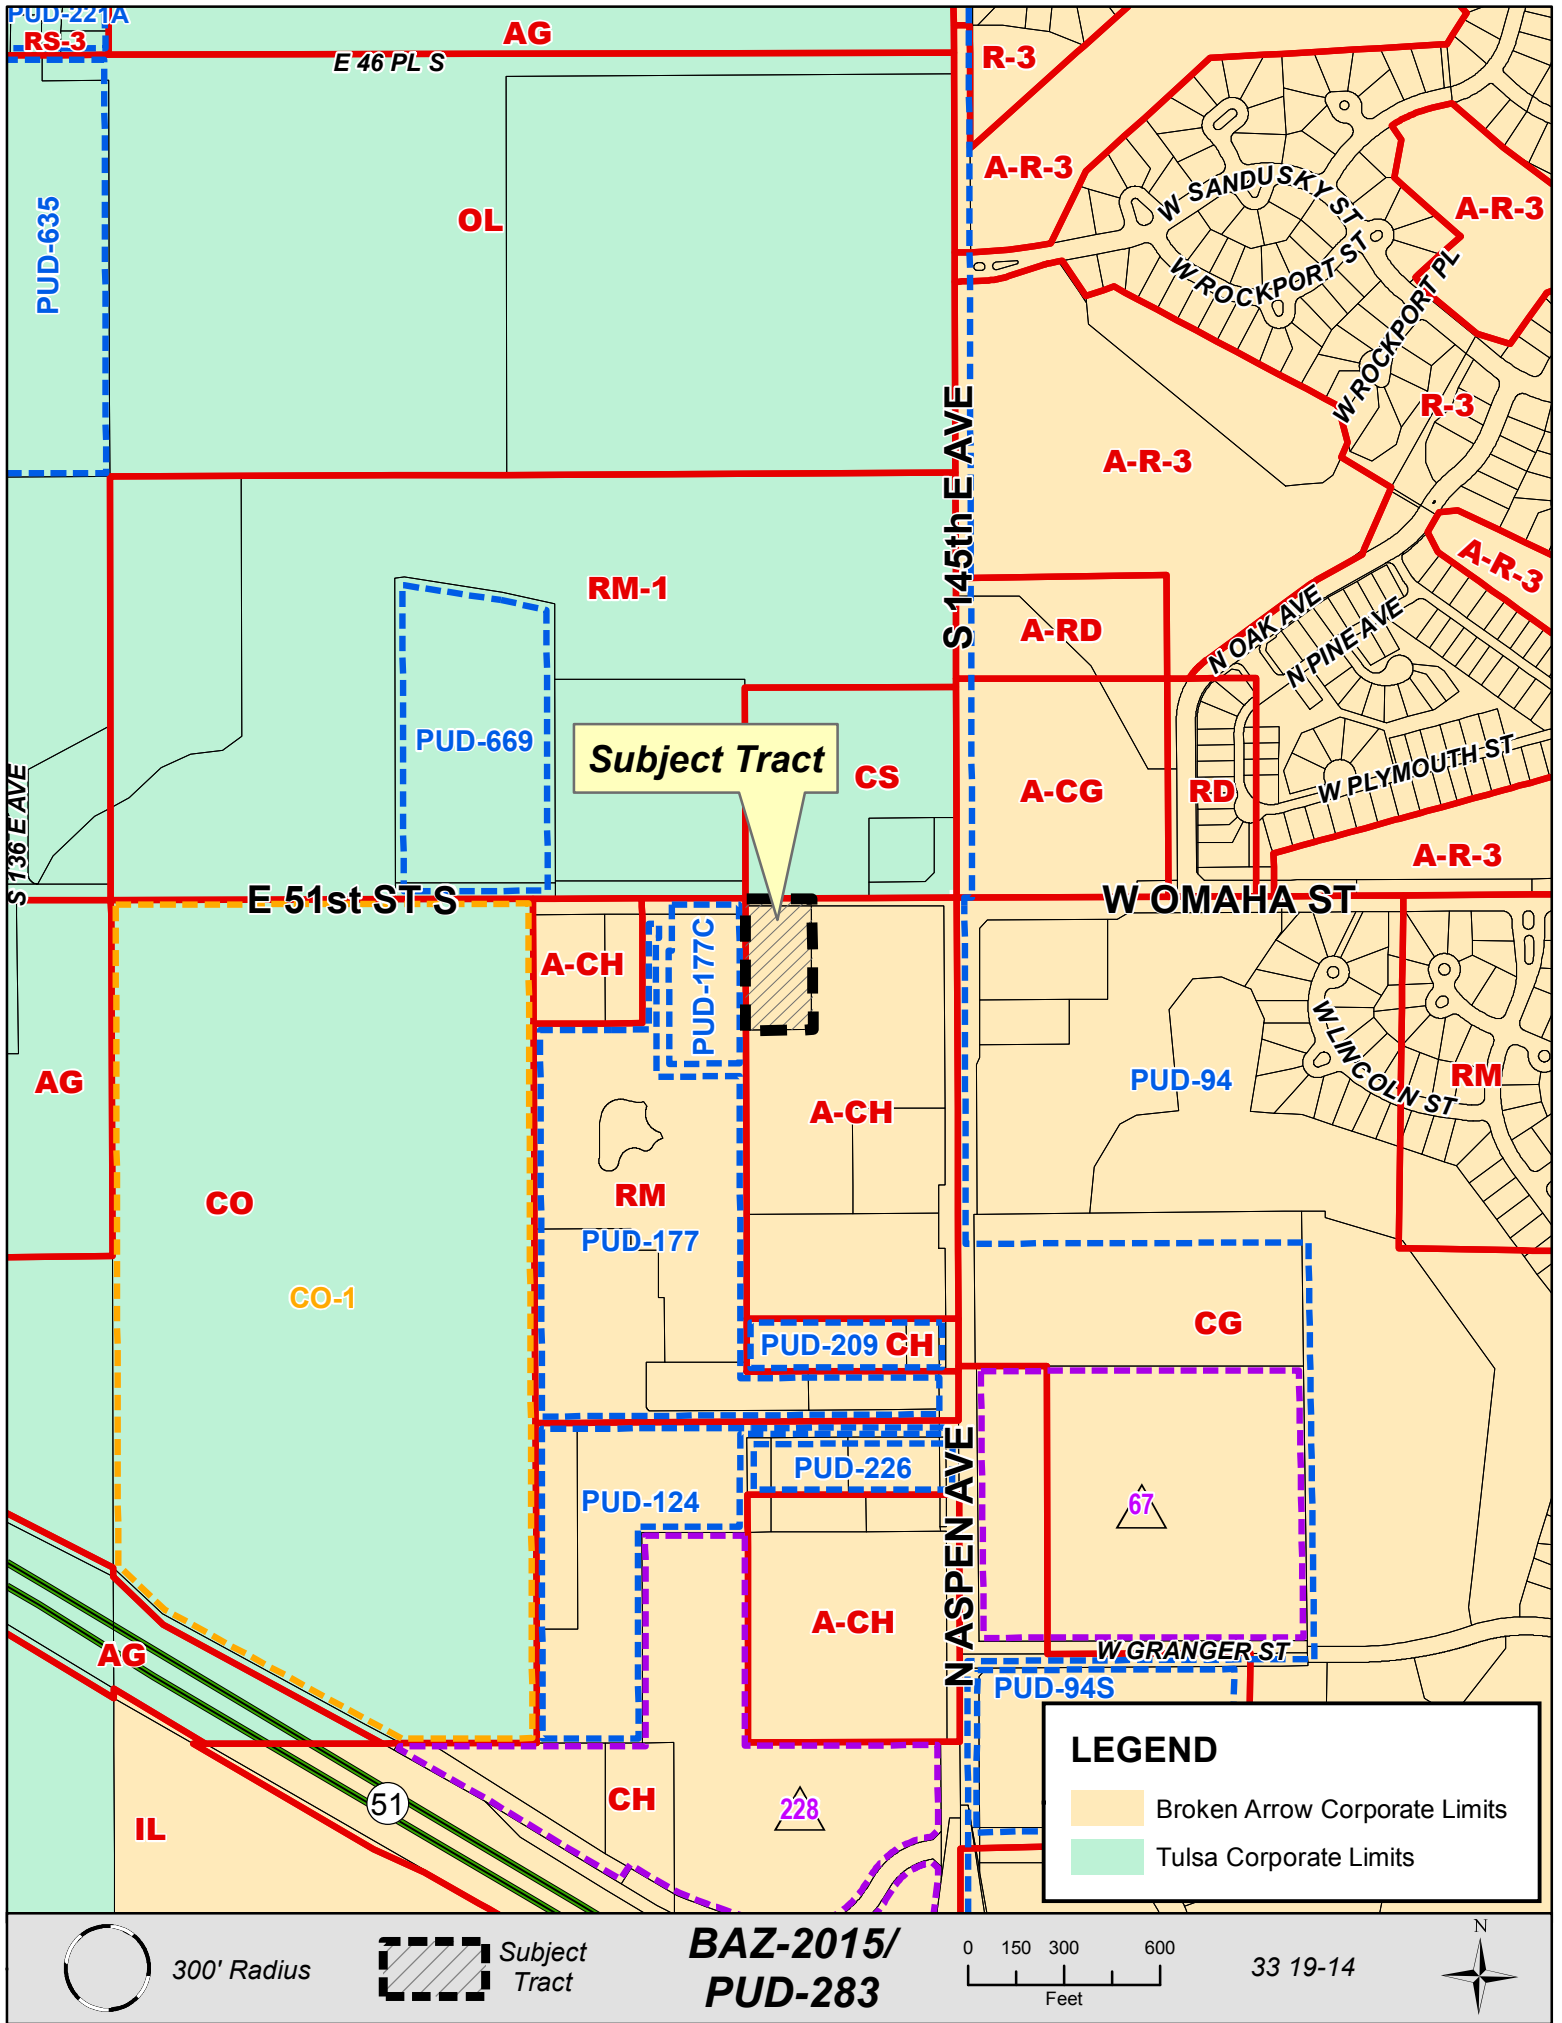 PUD-221A
RS-3
AG
E 46 PL S
R-3
A-R-3
W SANDUSKY ST
A-R-3
PUD-635
OL
W ROCKPORT ST
W ROCKPORT PL
R-3
A-R-3
S 145th E AVE
A-R-3
RM-1
A-RD
N OAK AVE
N PINE AVE
PUD-669
Subject Tract
CS
A-CG
RD
W PLYMOUTH ST
S 136 E AVE
A-R-3
E 51st ST S
W OMAHA ST
A-CH
PUD-177C
W LINCOLN ST
AG
PUD-94
RM
A-CH
CO
RM
PUD-177
CO-1
CG
PUD-209
CH
PUD-226
PUD-124
67
N ASPEN AVE
A-CH
AG
W GRANGER ST
PUD-94S
LEGEND
Broken Arrow Corporate Limits
Tulsa Corporate Limits
51
CH
228
IL
300' Radius
Subject
Tract
BAZ-2015/
PUD-283
0 150 300 600
Feet
33 19-14
N